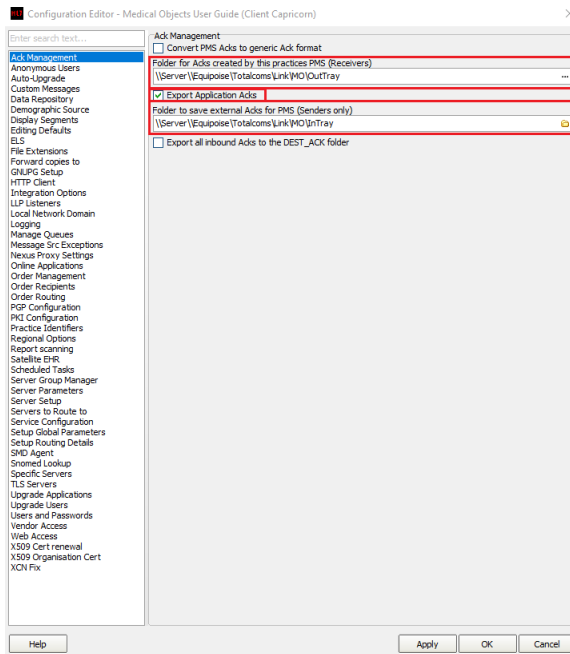 Configuration Editor - Medical Objects User Guide (Client Capricorn)
Enter search text...
Ack Management
Anonymous Users
Auto-Upgrade
Custom Messages
Data Repository
Demographic Source
Display Segments
Editing Defaults
ELS
File Extensions
Forward copies to
GNUPG Setup
HTTP Client
Integration Options
LLP Listeners
Local Network Domain
Logging
Manage Queues
Message Src Exceptions
Nexus Proxy Settings
Online Applications
Order Management
Order Recipients
Order Routing
PGP Configuration
PKI Configuration
Practice Identifiers
Regional Options
Report scanning
Satellite EHR
Scheduled Tasks
Server Group Manager
Server Parameters
Server Setup
Servers to Route to
Service Configuration
Setup Global Parameters
Setup Routing Details
SMD Agent
Snomed Lookup
Specific Servers
TLS Servers
Upgrade Applications
Upgrade Users
Users and Passwords
Vendor Access
Web Access
X509 Cert renewal
X509 Organisation Cert
XCN Fix
Ack Management
Convert PMS Acks to generic Ack format
Folder for Acks created by this practices PMS (Receivers)
\\Server\\Equipoise\Totalcoms\Link\MO\OutTray
...
Export Application Acks
Folder to save external Acks for PMS (Senders only)
\\Server\\Equipoise\Totalcoms\Link\MO\InTray
Export all inbound Acks to the DEST_ACK folder
Help
Apply
OK
Cancel